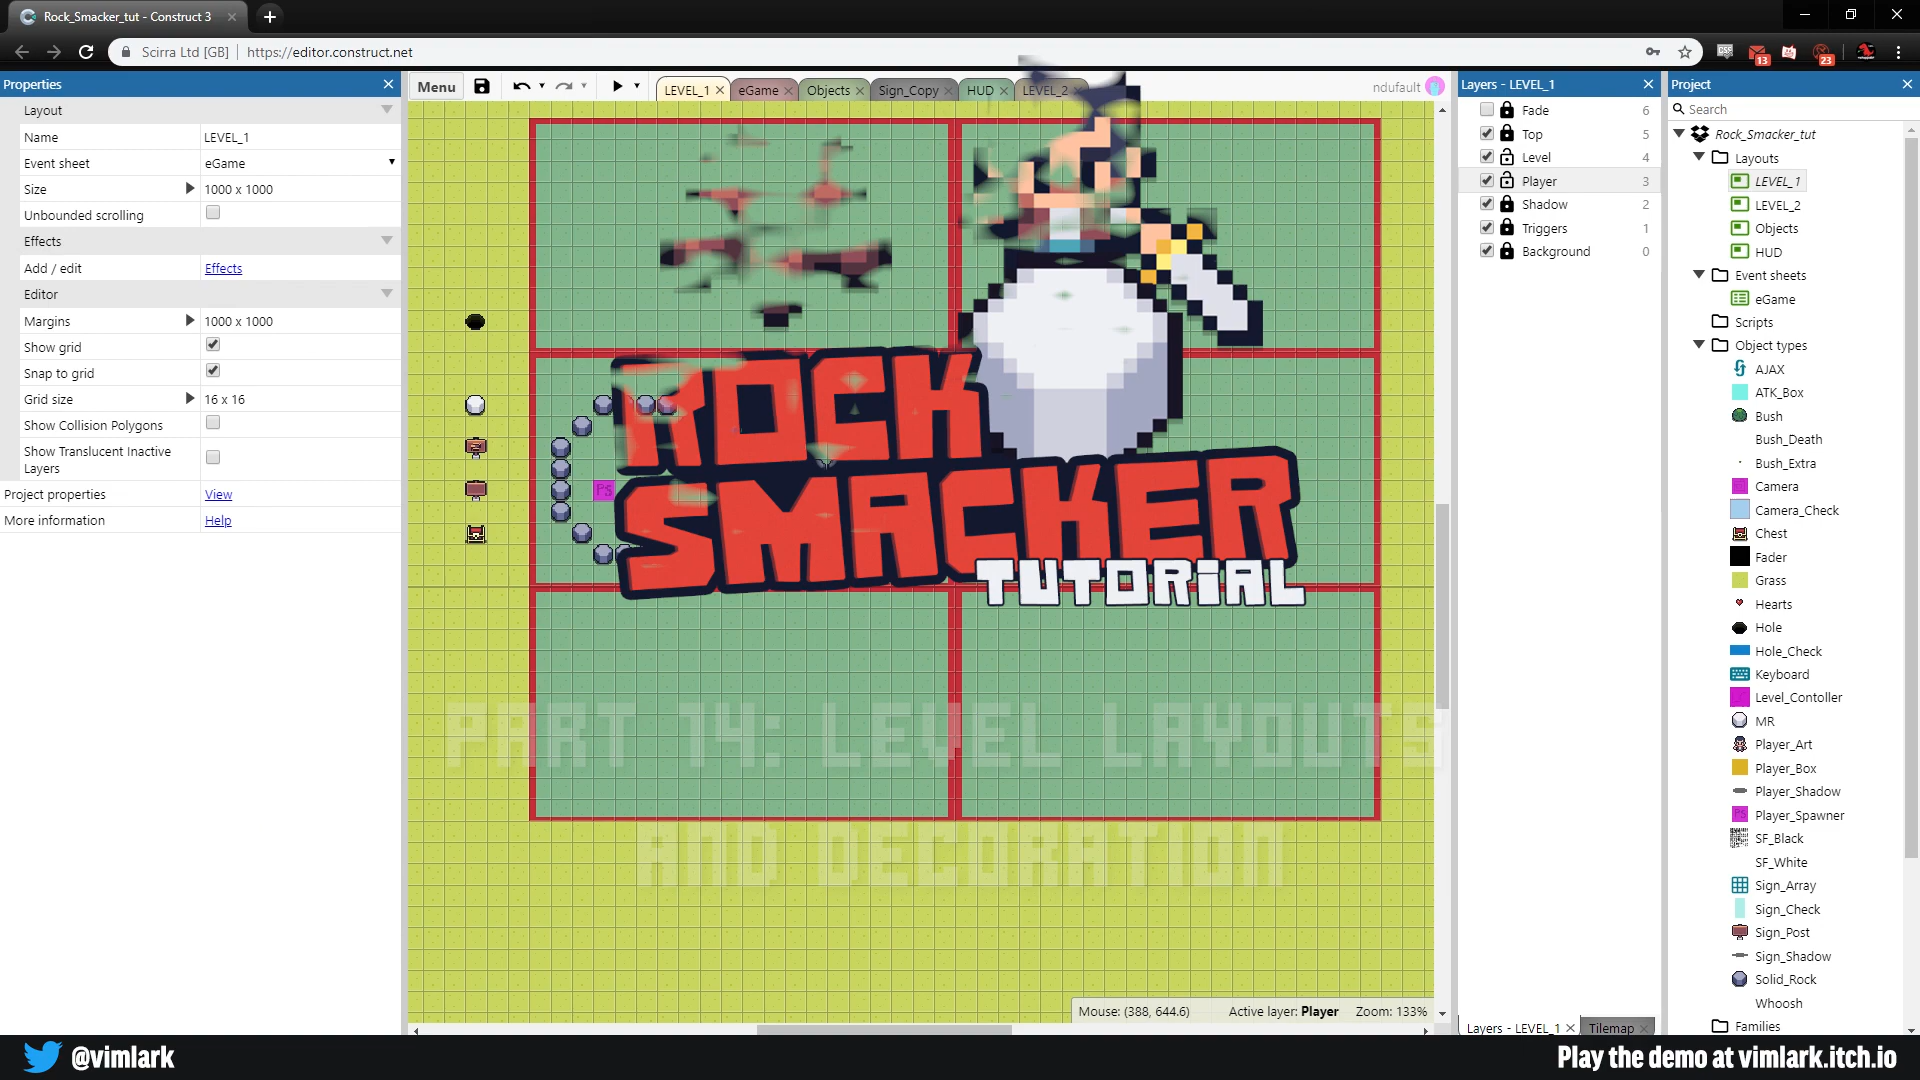 Rock_Smacker_tut - Construct 3
Scirra Ltd [GB] https://editor.construct.net
13
23
Properties
Layout
Name LEVEL_1
Event sheet eGame
Size 1000 x 1000
Unbounded scrolling
Effects
Add / edit Effects
Editor
Margins 1000 x 1000
Show grid
Snap to grid
Grid size 16 x 16
Show Collision Polygons
Show Translucent Inactive
Layers
Project properties View
More information Help
Menu
LEVEL_1 eGame Objects Sign_Copy HUD LEVEL_2
ndufault
PS
ROCK
SMACKER
TUTORIAL
PART 14: LEVEL LAYOUTS
AND DECORATION
Mouse: (388, 644.6) Active layer: Player Zoom: 133%
Layers - LEVEL_1
Fade 6
Top 5
Level 4
Player 3
Shadow 2
Triggers 1
Background 0
Layers - LEVEL_1 Tilemap
Project
Search
Rock_Smacker_tut
Layouts
LEVEL_1
LEVEL_2
Objects
HUD
Event sheets
eGame
Scripts
Object types
AJAX
ATK_Box
Bush
Bush_Death
Bush_Extra
Camera
Camera_Check
Chest
Fader
Grass
Hearts
Hole
Hole_Check
Keyboard
Level_Contoller
MR
Player_Art
Player_Box
Player_Shadow
Player_Spawner
SF_Black
SF_White
Sign_Array
Sign_Check
Sign_Post
Sign_Shadow
Solid_Rock
Whoosh
Families
@vimlark
Play the demo at vimlark.itch.io